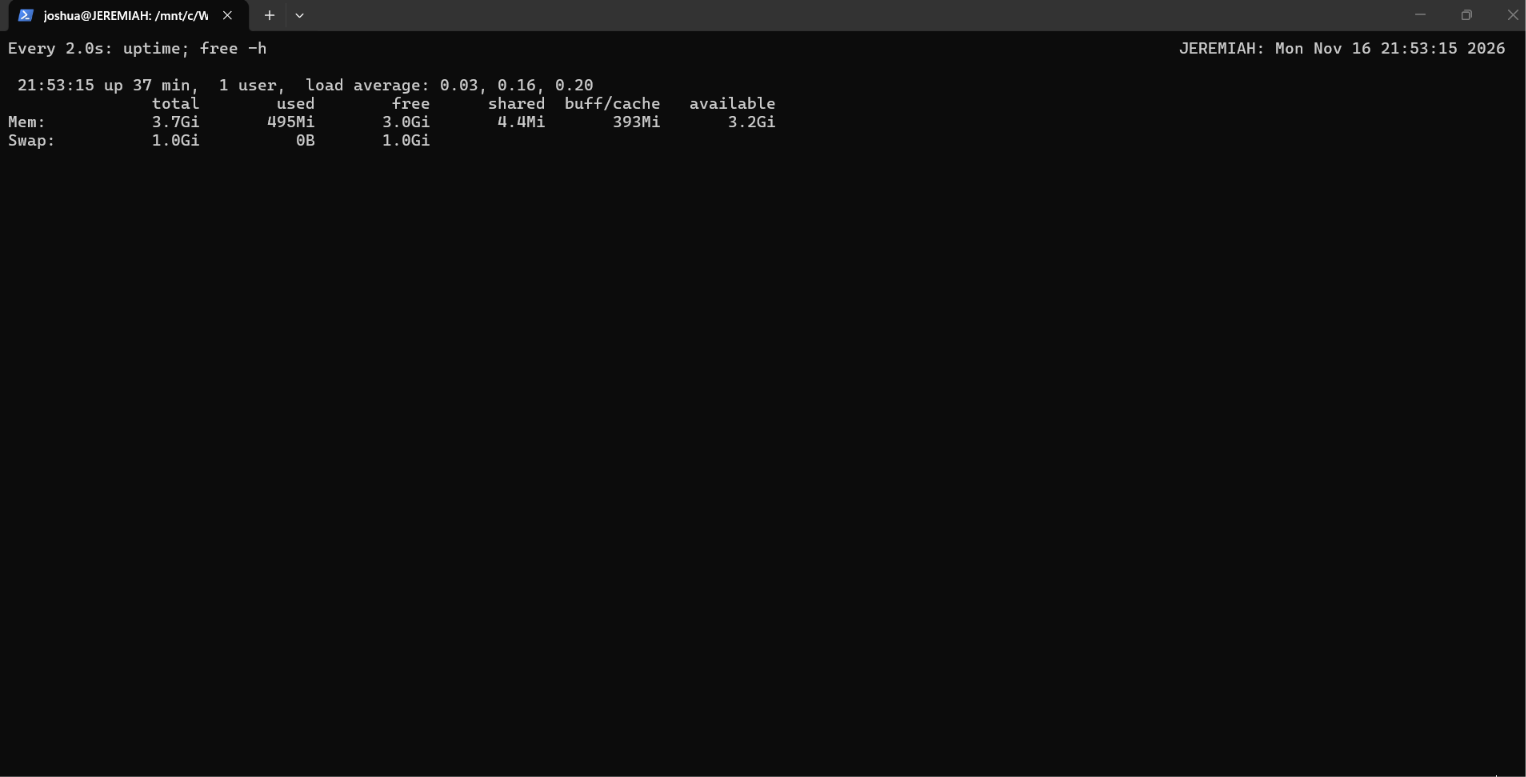 joshua@JEREMIAH: /mnt/c/W
Every 2.0s: uptime; free -h                                                                                               JEREMIAH: Mon Nov 16 21:53:15 2026
 21:53:15 up 37 min,  1 user,  load average: 0.03, 0.16, 0.20
               total        used        free      shared  buff/cache   available
Mem:           3.7Gi       495Mi       3.0Gi       4.4Mi       393Mi       3.2Gi
Swap:          1.0Gi          0B       1.0Gi